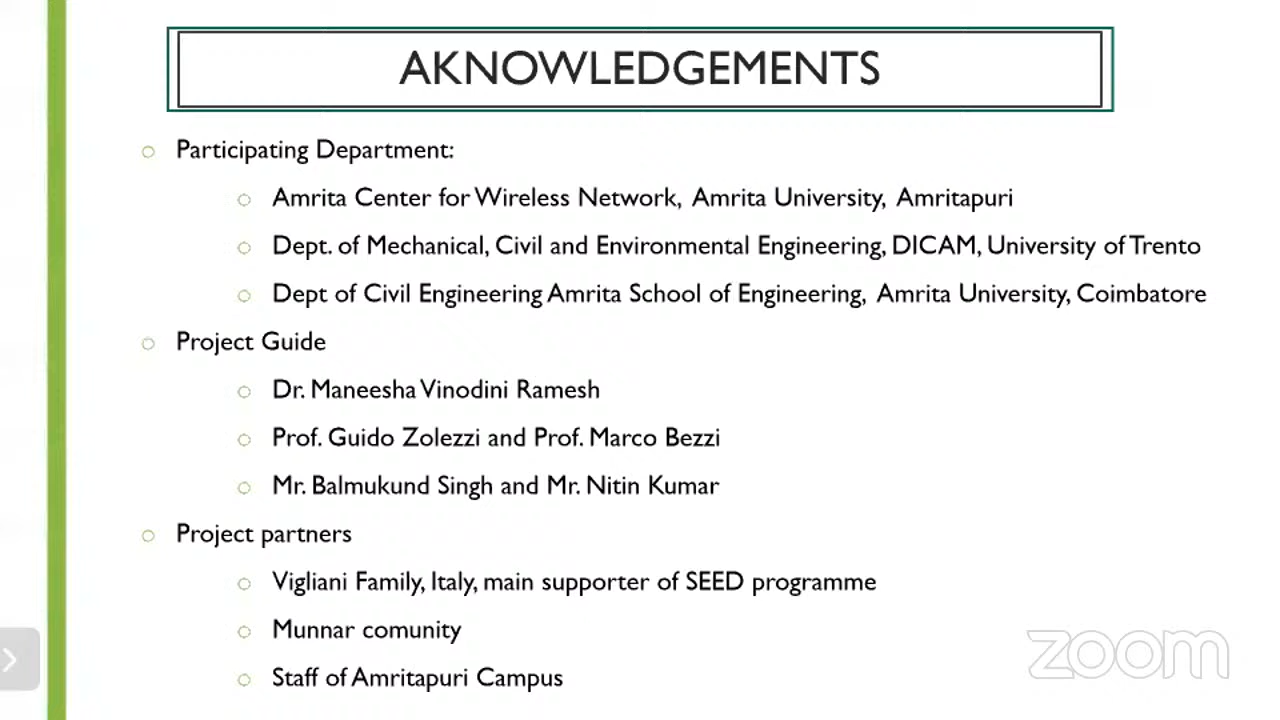 AKNOWLEDGEMENTS
Participating Department:
Amrita Center for Wireless Network, Amrita University, Amritapuri
Dept. of Mechanical, Civil and Environmental Engineering, DICAM, University of Trento
Dept of Civil Engineering Amrita School of Engineering, Amrita University, Coimbatore
Project Guide
Dr. Maneesha Vinodini Ramesh
Prof. Guido Zolezzi and Prof. Marco Bezzi
Mr. Balmukund Singh and Mr. Nitin Kumar
Project partners
Vigliani Family, Italy, main supporter of SEED programme
Munnar comunity
Staff of Amritapuri Campus
zoom